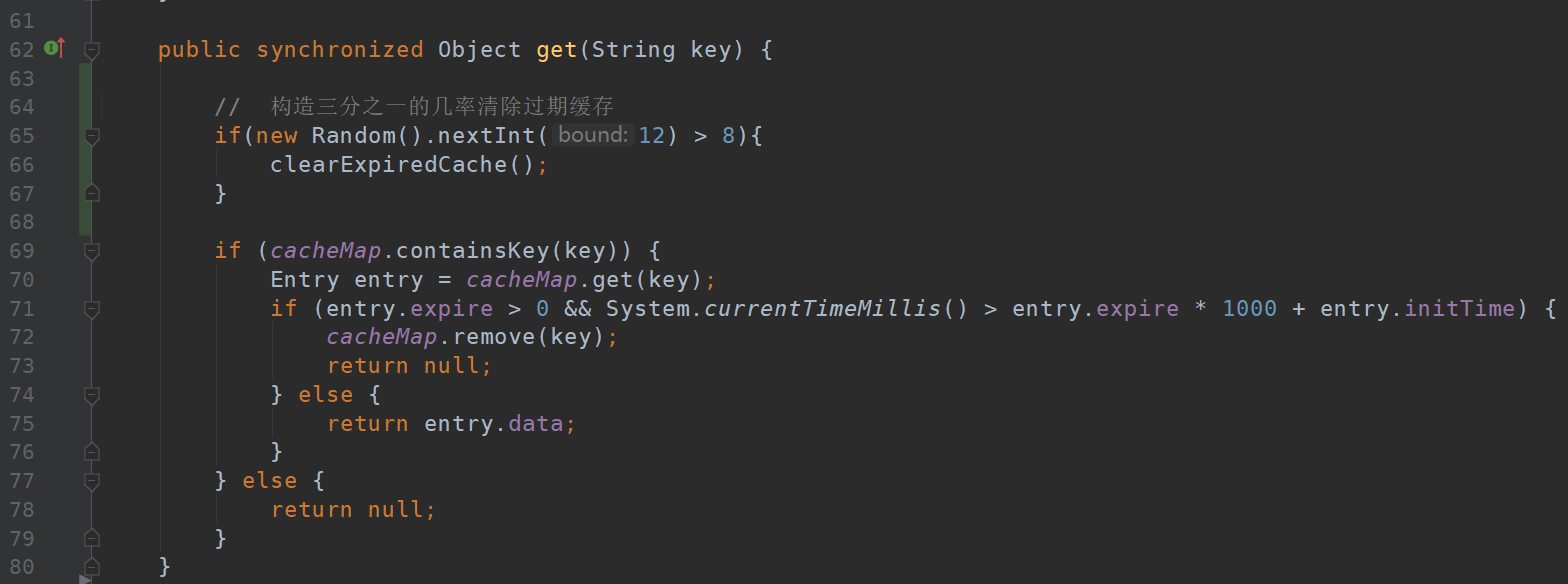 61
62 public synchronized Object get(String key) {
63
64 // 构造三分之一的几率清除过期缓存
65 if(new Random().nextInt( bound: 12) > 8){
66 clearExpiredCache();
67 }
68
69 if (cacheMap.containsKey(key)) {
70 Entry entry = cacheMap.get(key);
71 if (entry.expire > 0 && System.currentTimeMillis() > entry.expire * 1000 + entry.initTime) {
72 cacheMap.remove(key);
73 return null;
74 } else {
75 return entry.data;
76 }
77 } else {
78 return null;
79 }
80 }